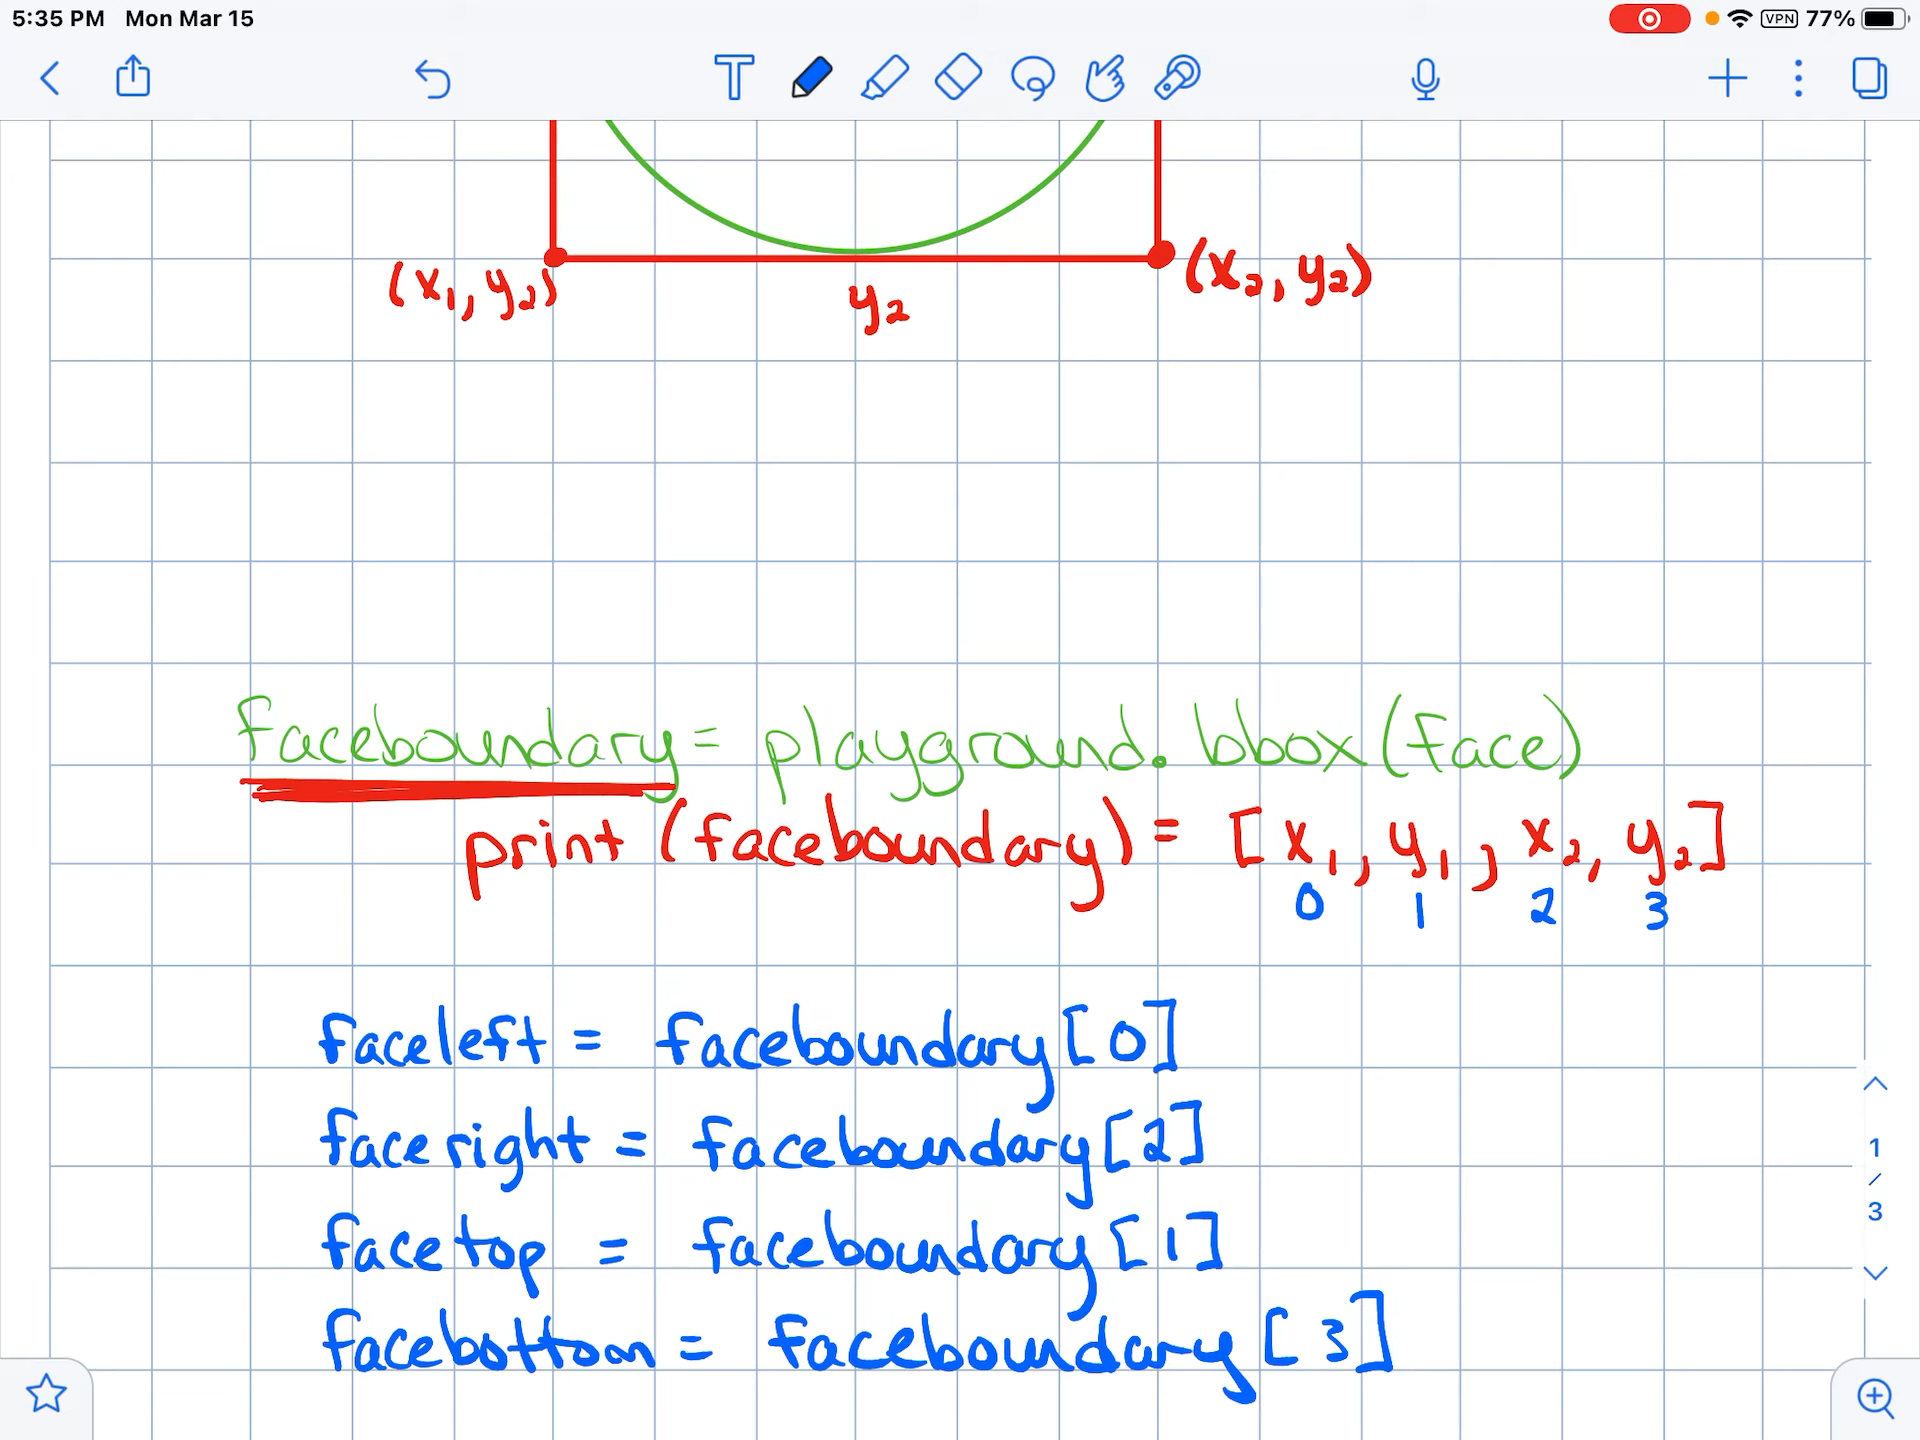 5:35 PM Mon Mar 15
VPN 77%
T
(x₁, y₂)
y₂
(x₂, y₂)
faceboundary = playground.bbox(face)
print (faceboundary) = [x₁, y₁, x₂, y₂]
0 1 2 3
faceleft = faceboundary[0]
faceright = faceboundary[2]
facetop = faceboundary[1]
facebottom = faceboundary[3]
1
/
3